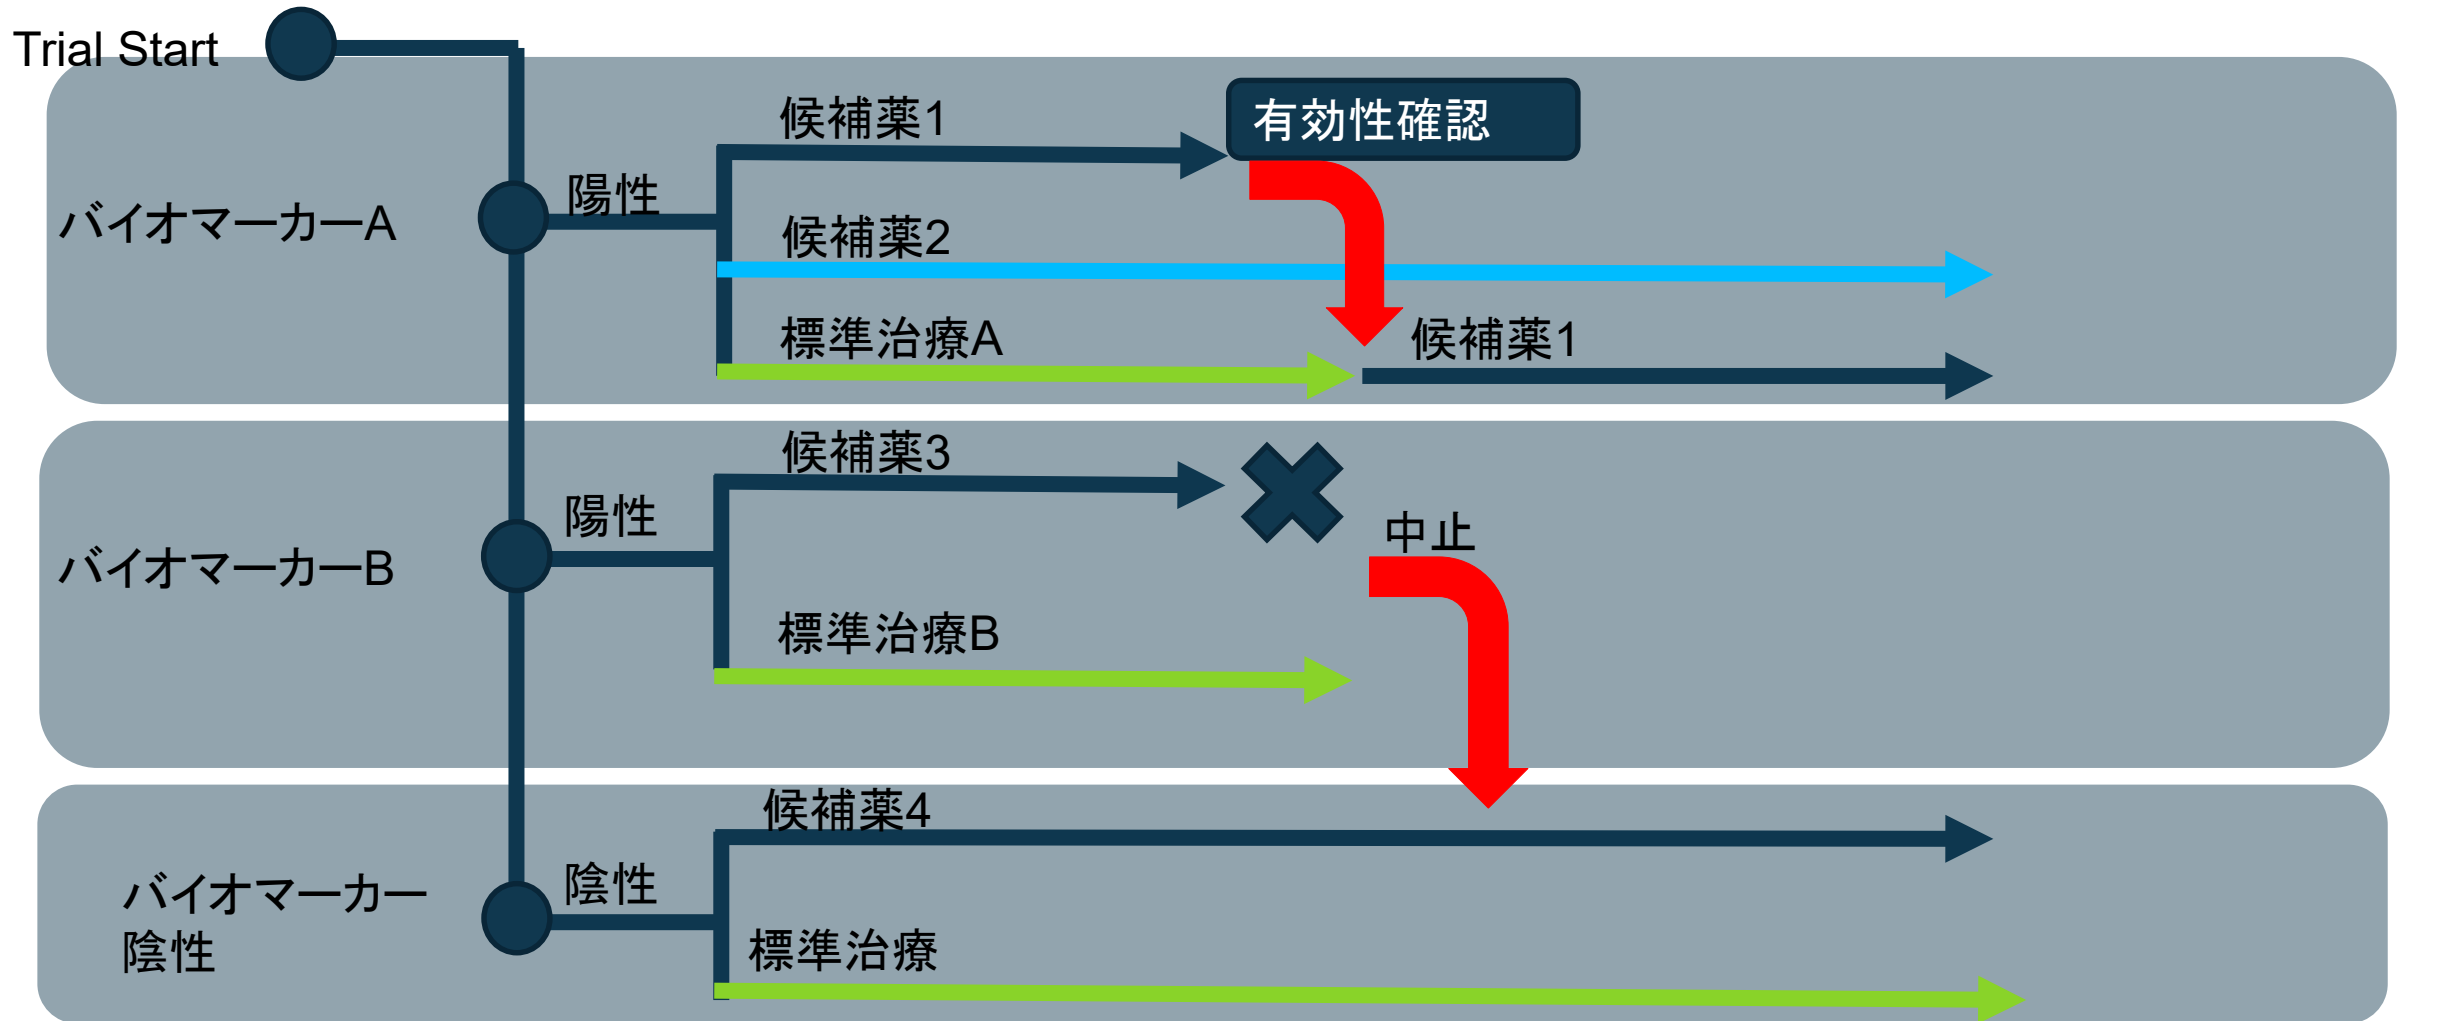 Trial Start
候補薬1
有効性確認
陽性
バイオマーカーA
候補薬2
標準治療A
候補薬1
候補薬3
陽性
中止
バイオマーカーB
標準治療B
候補薬4
陰性
バイオマーカー
陰性
標準治療